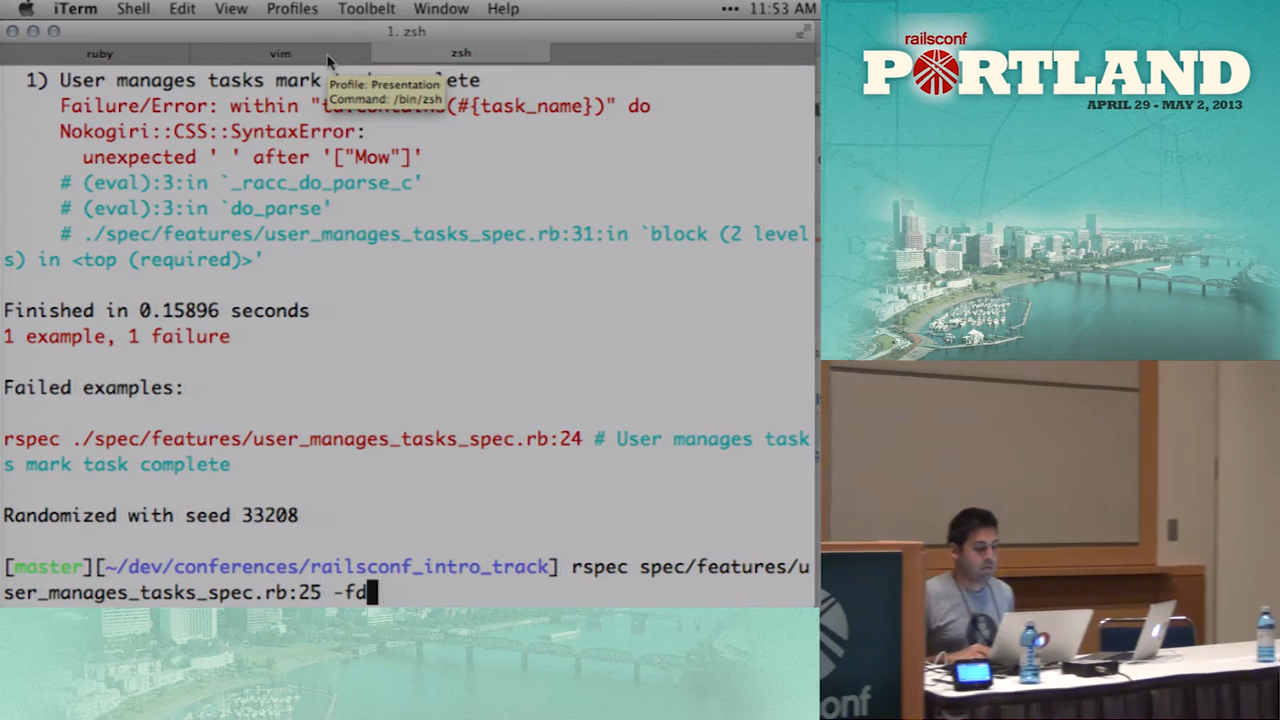 iTerm Shell Edit View Profiles Toolbelt Window Help ••• 11:53 AM
1. zsh
ruby vim zsh
1) User manages tasks mark
Profile: Presentation
Command: /bin/zsh
Failure/Error: within "(#{task_name})" do
Nokogiri::CSS::SyntaxError:
unexpected ' ' after '["Mow"]'
# (eval):3:in `_racc_do_parse_c'
# (eval):3:in `do_parse'
# ./spec/features/user_manages_tasks_spec.rb:31:in `block (2 level
s) in <top (required)>'
Finished in 0.15896 seconds
1 example, 1 failure
Failed examples:
rspec ./spec/features/user_manages_tasks_spec.rb:24 # User manages task
s mark task complete
Randomized with seed 33208
[master][~/dev/conferences/railsconf_intro_track] rspec spec/features/u
ser_manages_tasks_spec.rb:25 -fd
railsconf
PORTLAND
APRIL 29 - MAY 2, 2013
onf